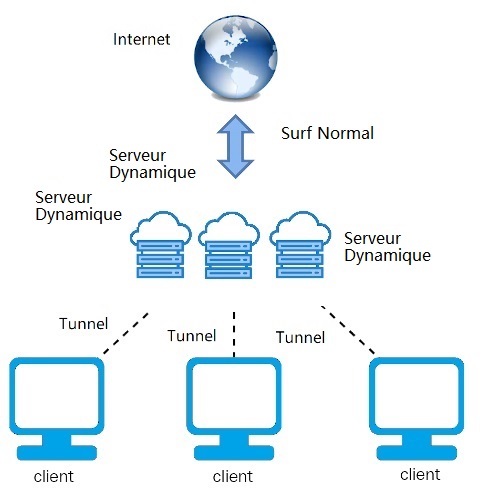 Internet
Surf Normal
Serveur
Dynamique
Serveur
Dynamique
Serveur
Dynamique
Tunnel
Tunnel
Tunnel
client
client
client